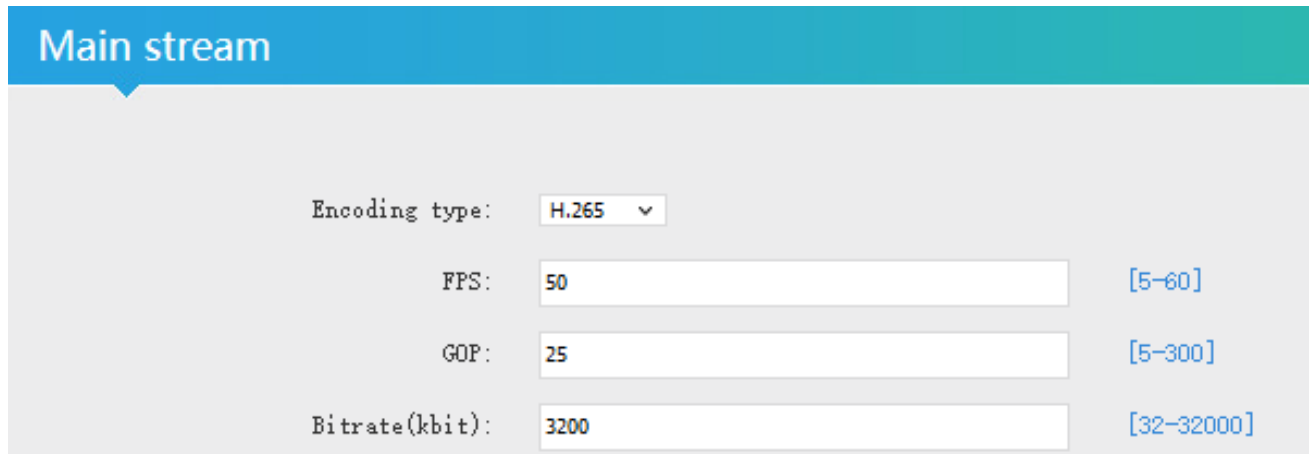 Main stream
Encoding type: H.265
FPS: 50 [5-60]
GOP: 25 [5-300]
Bitrate(kbit): 3200 [32-32000]